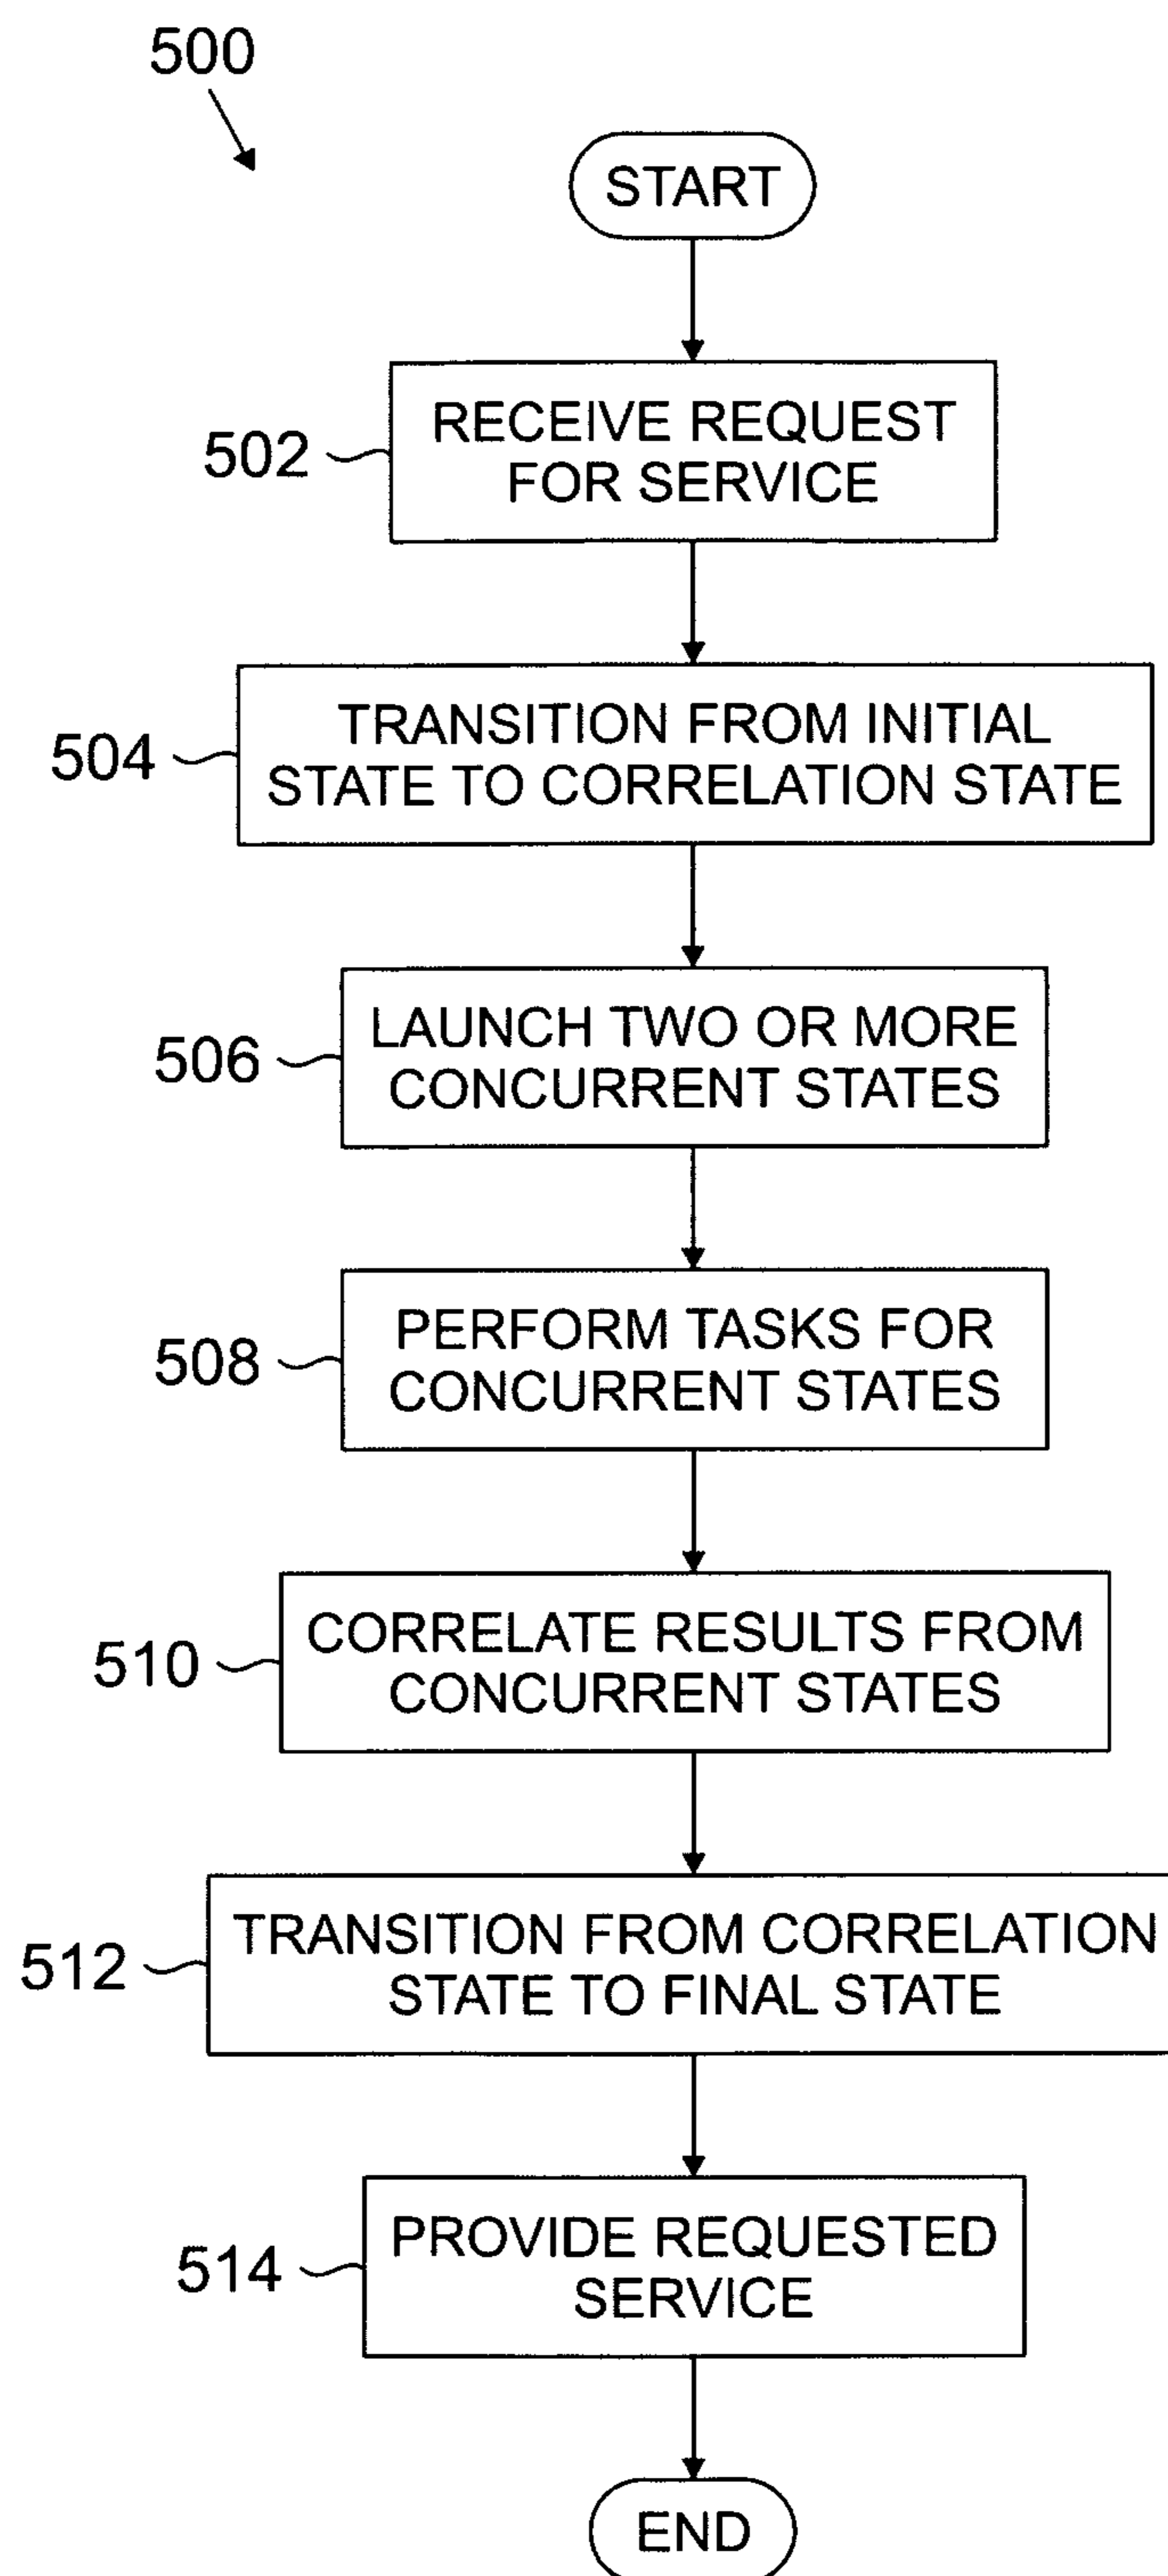 500
START
502
RECEIVE REQUEST
FOR SERVICE
504
TRANSITION FROM INITIAL
STATE TO CORRELATION STATE
506
LAUNCH TWO OR MORE
CONCURRENT STATES
508
PERFORM TASKS FOR
CONCURRENT STATES
510
CORRELATE RESULTS FROM
CONCURRENT STATES
512
TRANSITION FROM CORRELATION
STATE TO FINAL STATE
514
PROVIDE REQUESTED
SERVICE
END